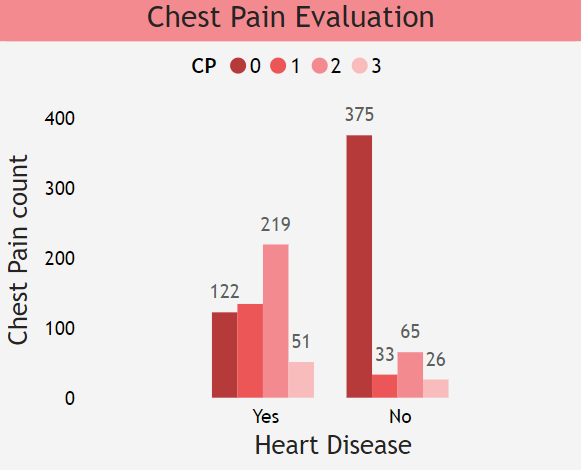 Chest Pain Evaluation
CP 0 1 2 3
Chest Pain count
400
300
200
100
0
122
219
51
375
33
65
26
Yes
No
Heart Disease